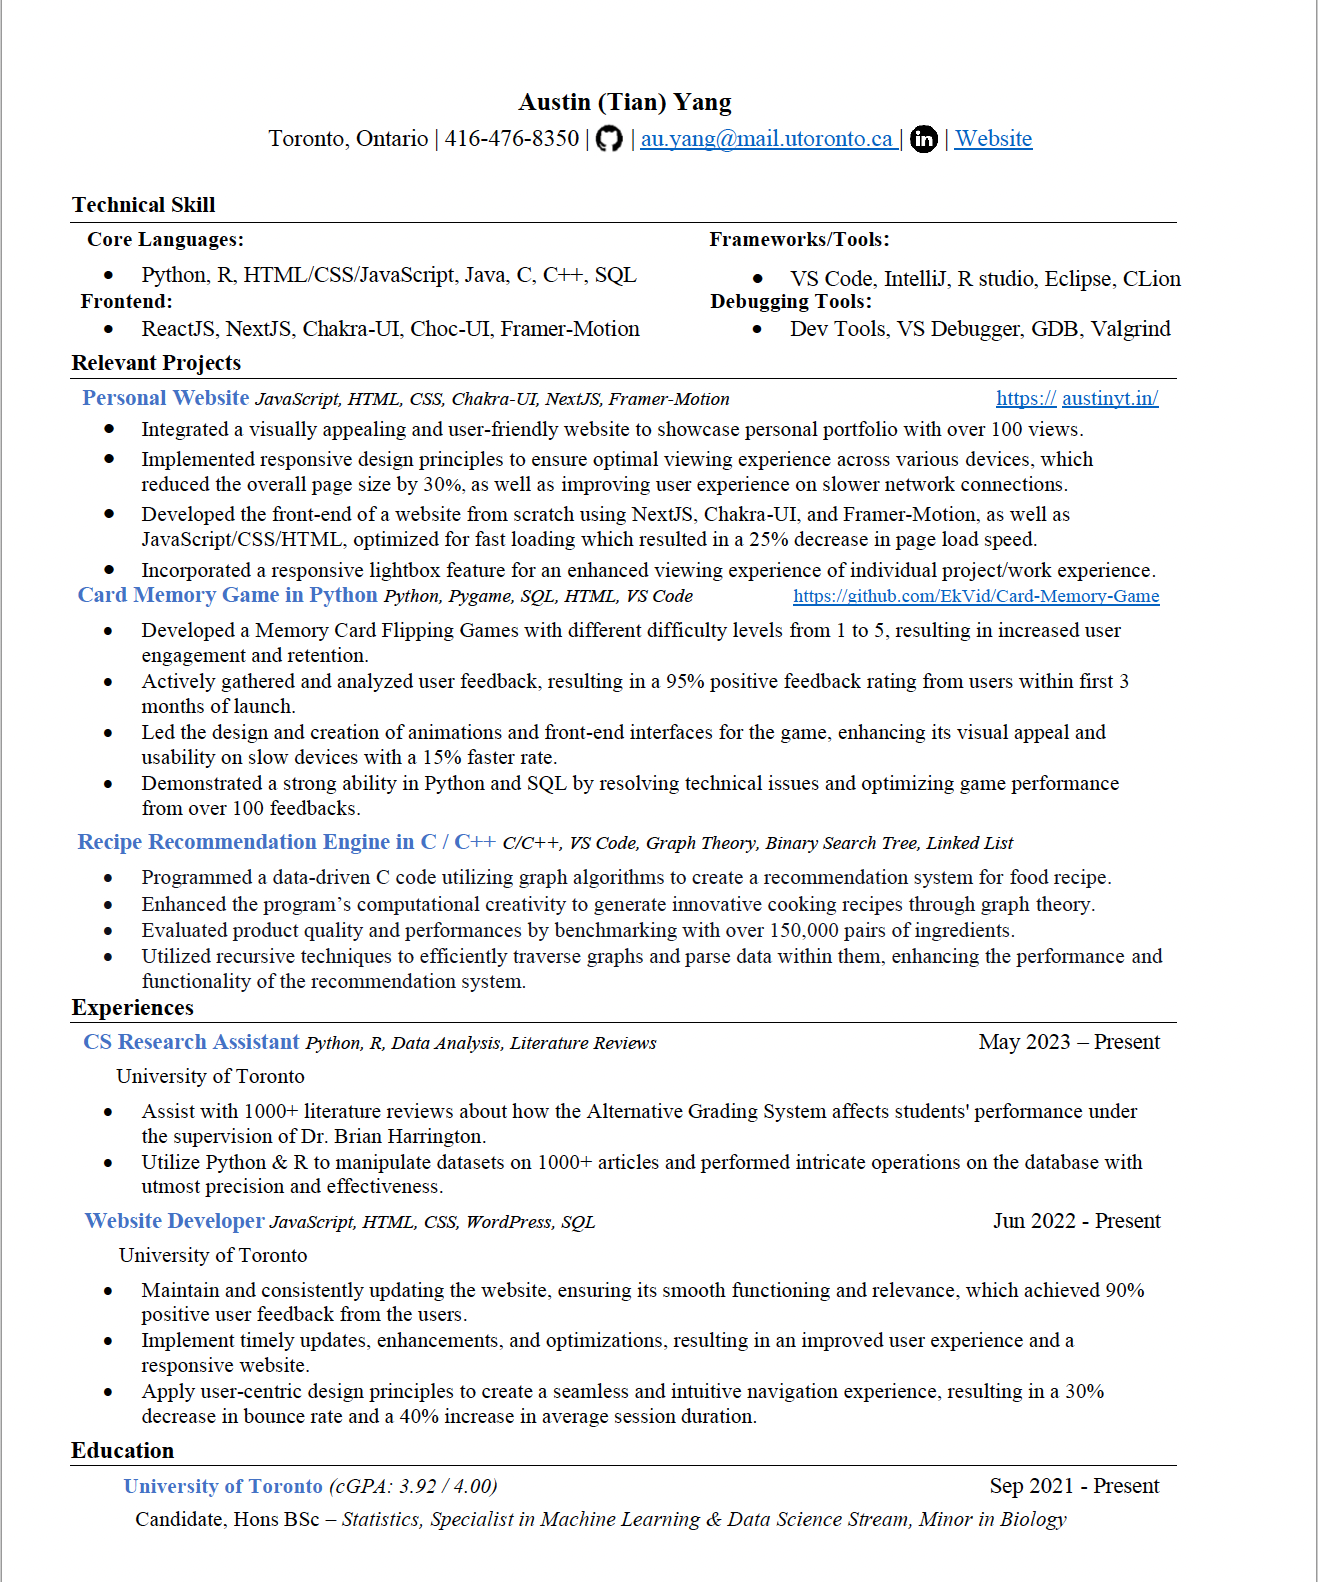 Austin (Tian) Yang
Toronto, Ontario | 416-476-8350 | | au.yang@mail.utoronto.ca | in | Website
Technical Skill
Core Languages:
• Python, R, HTML/CSS/JavaScript, Java, C, C++, SQL
Frontend:
• ReactJS, NextJS, Chakra-UI, Choc-UI, Framer-Motion
Frameworks/Tools:
• VS Code, IntelliJ, R studio, Eclipse, CLion
Debugging Tools:
• Dev Tools, VS Debugger, GDB, Valgrind
Relevant Projects
Personal Website JavaScript, HTML, CSS, Chakra-UI, NextJS, Framer-Motion https:// austinyt.in/
• Integrated a visually appealing and user-friendly website to showcase personal portfolio with over 100 views.
• Implemented responsive design principles to ensure optimal viewing experience across various devices, which
reduced the overall page size by 30%, as well as improving user experience on slower network connections.
• Developed the front-end of a website from scratch using NextJS, Chakra-UI, and Framer-Motion, as well as
JavaScript/CSS/HTML, optimized for fast loading which resulted in a 25% decrease in page load speed.
• Incorporated a responsive lightbox feature for an enhanced viewing experience of individual project/work experience.
Card Memory Game in Python Python, Pygame, SQL, HTML, VS Code https://github.com/EkVid/Card-Memory-Game
• Developed a Memory Card Flipping Games with different difficulty levels from 1 to 5, resulting in increased user
engagement and retention.
• Actively gathered and analyzed user feedback, resulting in a 95% positive feedback rating from users within first 3
months of launch.
• Led the design and creation of animations and front-end interfaces for the game, enhancing its visual appeal and
usability on slow devices with a 15% faster rate.
• Demonstrated a strong ability in Python and SQL by resolving technical issues and optimizing game performance
from over 100 feedbacks.
Recipe Recommendation Engine in C / C++ C/C++, VS Code, Graph Theory, Binary Search Tree, Linked List
• Programmed a data-driven C code utilizing graph algorithms to create a recommendation system for food recipe.
• Enhanced the program's computational creativity to generate innovative cooking recipes through graph theory.
• Evaluated product quality and performances by benchmarking with over 150,000 pairs of ingredients.
• Utilized recursive techniques to efficiently traverse graphs and parse data within them, enhancing the performance and
functionality of the recommendation system.
Experiences
CS Research Assistant Python, R, Data Analysis, Literature Reviews May 2023 – Present
University of Toronto
• Assist with 1000+ literature reviews about how the Alternative Grading System affects students' performance under
the supervision of Dr. Brian Harrington.
• Utilize Python & R to manipulate datasets on 1000+ articles and performed intricate operations on the database with
utmost precision and effectiveness.
Website Developer JavaScript, HTML, CSS, WordPress, SQL Jun 2022 - Present
University of Toronto
• Maintain and consistently updating the website, ensuring its smooth functioning and relevance, which achieved 90%
positive user feedback from the users.
• Implement timely updates, enhancements, and optimizations, resulting in an improved user experience and a
responsive website.
• Apply user-centric design principles to create a seamless and intuitive navigation experience, resulting in a 30%
decrease in bounce rate and a 40% increase in average session duration.
Education
University of Toronto (cGPA: 3.92 / 4.00) Sep 2021 - Present
Candidate, Hons BSc – Statistics, Specialist in Machine Learning & Data Science Stream, Minor in Biology